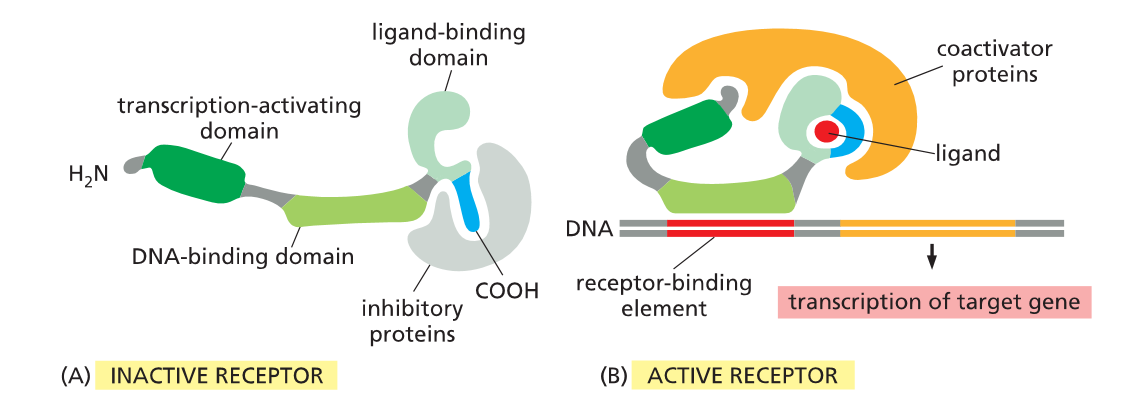 ligand-binding
domain
transcription-activating
domain
H₂N
DNA-binding domain
COOH
inhibitory
proteins
(A) INACTIVE RECEPTOR
coactivator
proteins
ligand
DNA
receptor-binding
element
transcription of target gene
(B) ACTIVE RECEPTOR